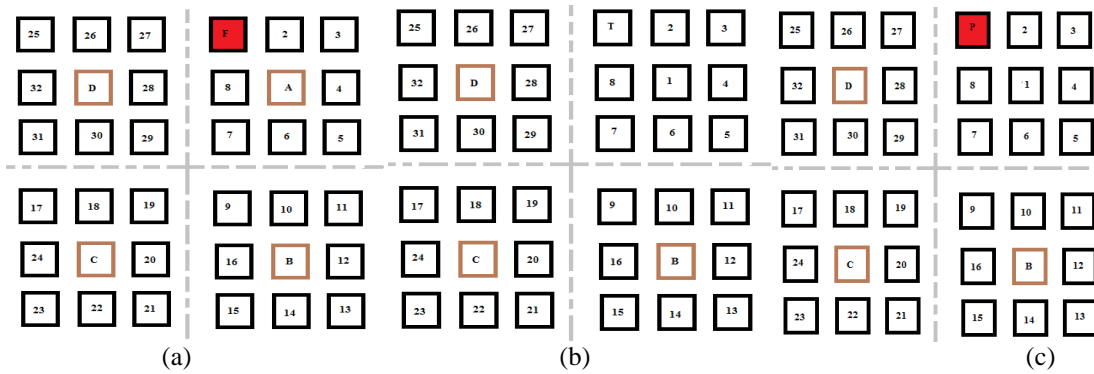 25 26 27 F 2 3 25 26 27 T 2 3 25 26 27 P 2 3
32 D 28 8 A 4 32 D 28 8 1 4 32 D 28 8 1 4
31 30 29 7 6 5 31 30 29 7 6 5 31 30 29 7 6 5
17 18 19 9 10 11 17 18 19 9 10 11 17 18 19 9 10 11
24 C 20 16 B 12 24 C 20 16 B 12 24 C 20 16 B 12
23 22 21 15 14 13 23 22 21 15 14 13 23 22 21 15 14 13
(a) (b) (c)